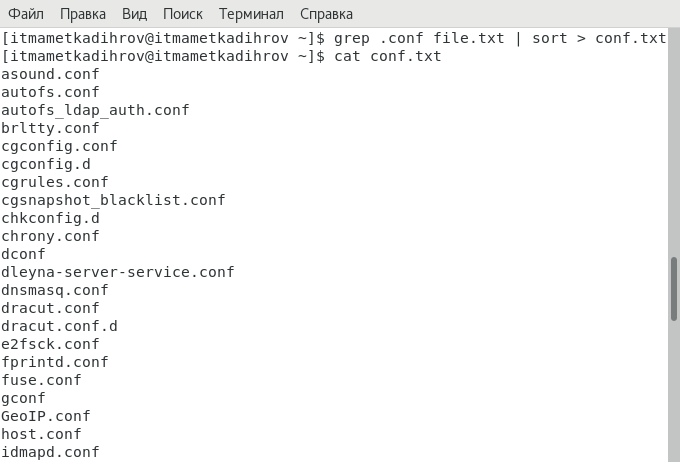 Файл Правка Вид Поиск Терминал Справка
[itmametkadihrov@itmametkadihrov ~]$ grep .conf file.txt | sort > conf.txt
[itmametkadihrov@itmametkadihrov ~]$ cat conf.txt
asound.conf
autofs.conf
autofs_ldap_auth.conf
brltty.conf
cgconfig.conf
cgconfig.d
cgrules.conf
cgsnapshot_blacklist.conf
chkconfig.d
chrony.conf
dconf
dleyna-server-service.conf
dnsmasq.conf
dracut.conf
dracut.conf.d
e2fsck.conf
fprintd.conf
fuse.conf
gconf
GeoIP.conf
host.conf
idmapd.conf